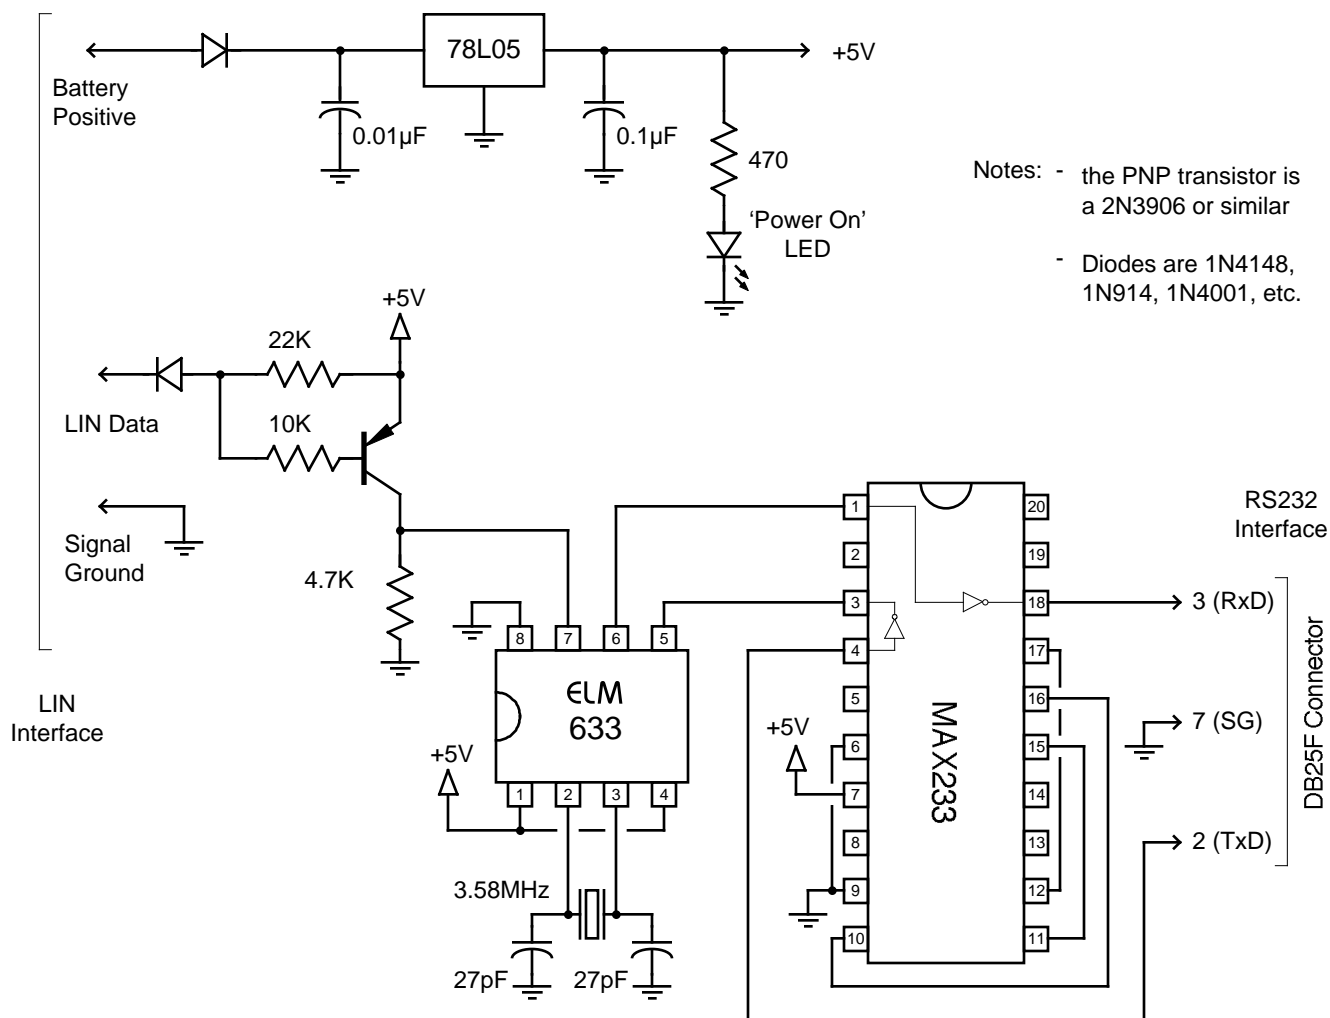 Battery
Positive
78L05
+5V
0.01µF
0.1µF
470
'Power On'
LED
Notes: - the PNP transistor is
a 2N3906 or similar
- Diodes are 1N4148,
1N914, 1N4001, etc.
+5V
22K
LIN Data
10K
Signal
Ground
4.7K
LIN
Interface
8 7 6 5
ELM
633
+5V
1 2 3 4
3.58MHz
27pF 27pF
1 20
2 19
3 18
4 17
5 16
6 15
7 14
8 13
9 12
10 11
MAX233
+5V
RS232
Interface
3 (RxD)
7 (SG)
2 (TxD)
DB25F Connector